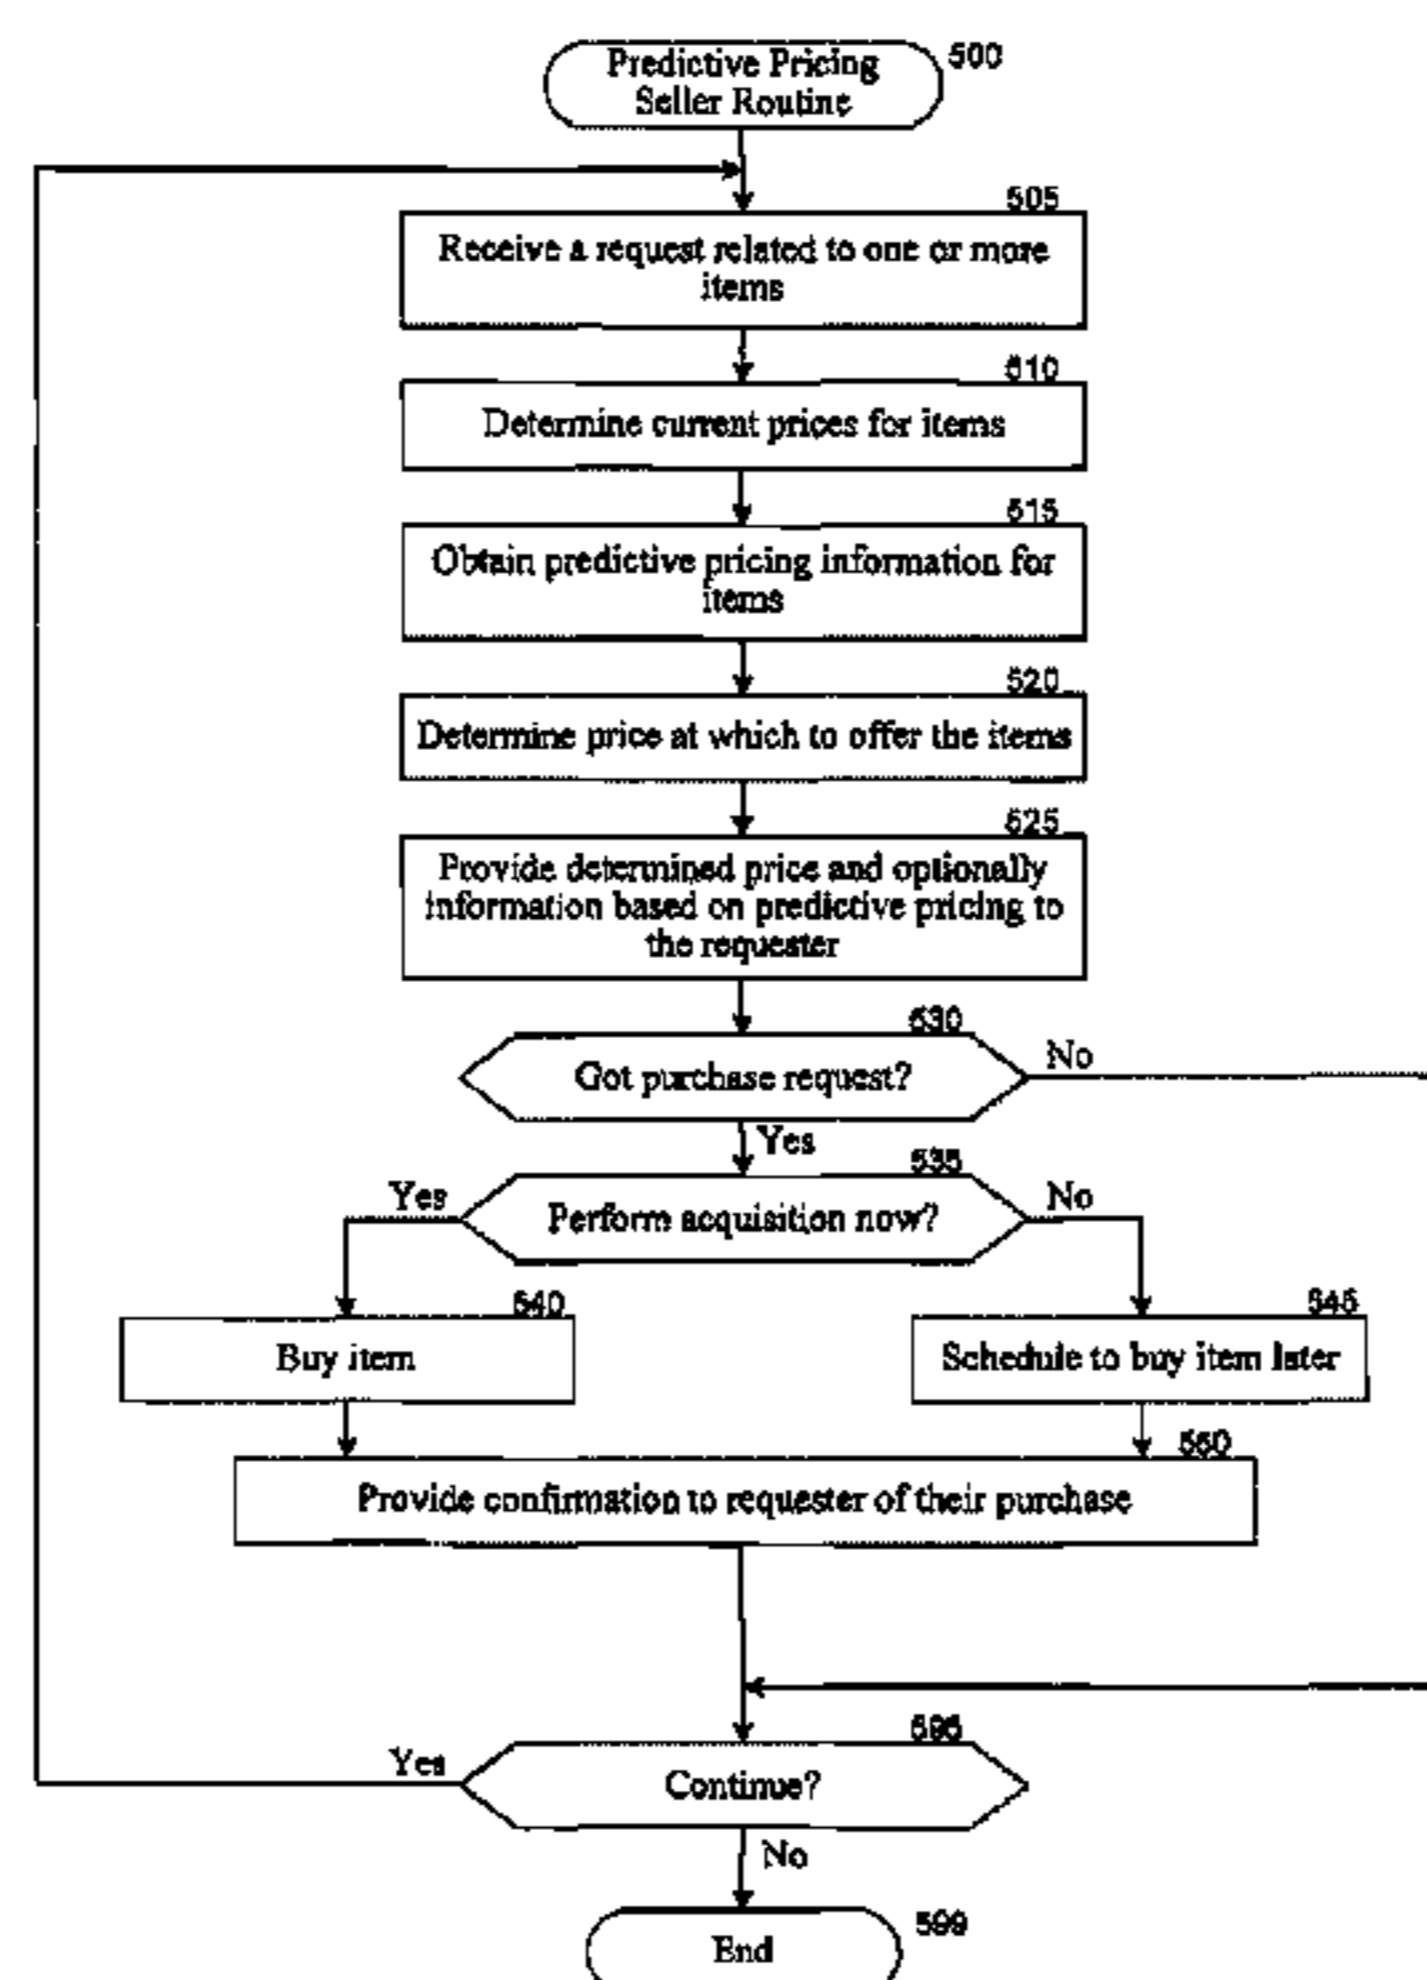 Predictive Pricing
Seller Routine
500
505
Receive a request related to one or more
items
510
Determine current prices for items
515
Obtain predictive pricing information for
items
520
Determine price at which to offer the items
525
Provide determined price and optionally
information based on predictive pricing to
the requester
530
Got purchase request?
No
Yes
535
Yes
Perform acquisition now?
No
540
Buy item
545
Schedule to buy item later
550
Provide confirmation to requester of their purchase
595
Yes
Continue?
No
599
End